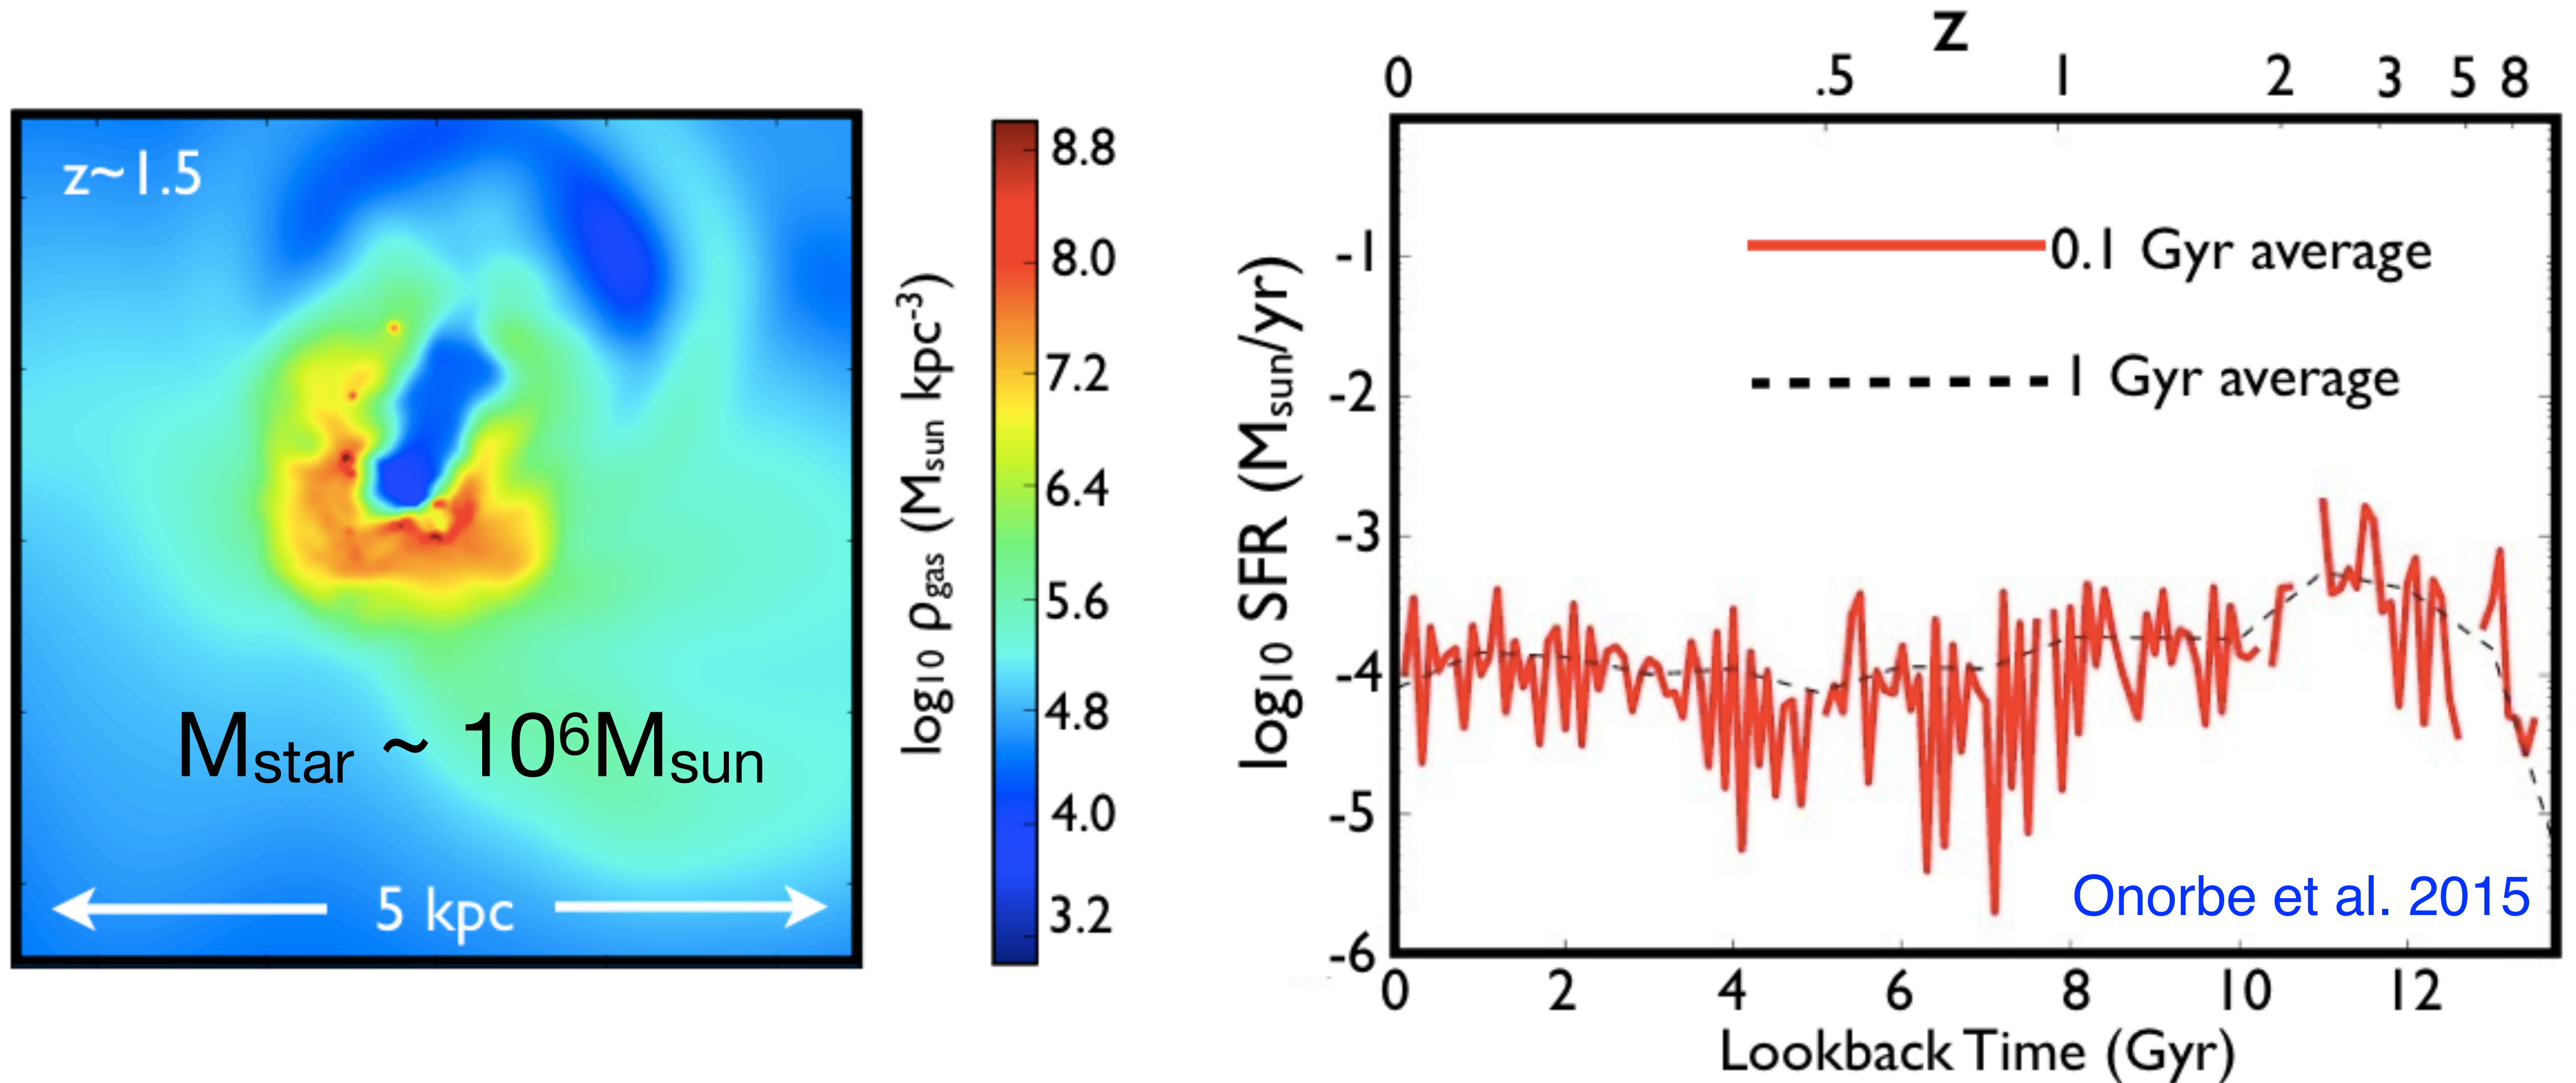 z~1.5
Mstar ~ 10⁶Msun
5 kpc
log10 ρgas (Msun kpc-3)
8.8
8.0
7.2
6.4
5.6
4.8
4.0
3.2
z
0 .5 1 2 3 5 8
log10 SFR (Msun/yr)
-1
-2
-3
-4
-5
-6
0.1 Gyr average
1 Gyr average
Onorbe et al. 2015
0 2 4 6 8 10 12
Lookback Time (Gyr)